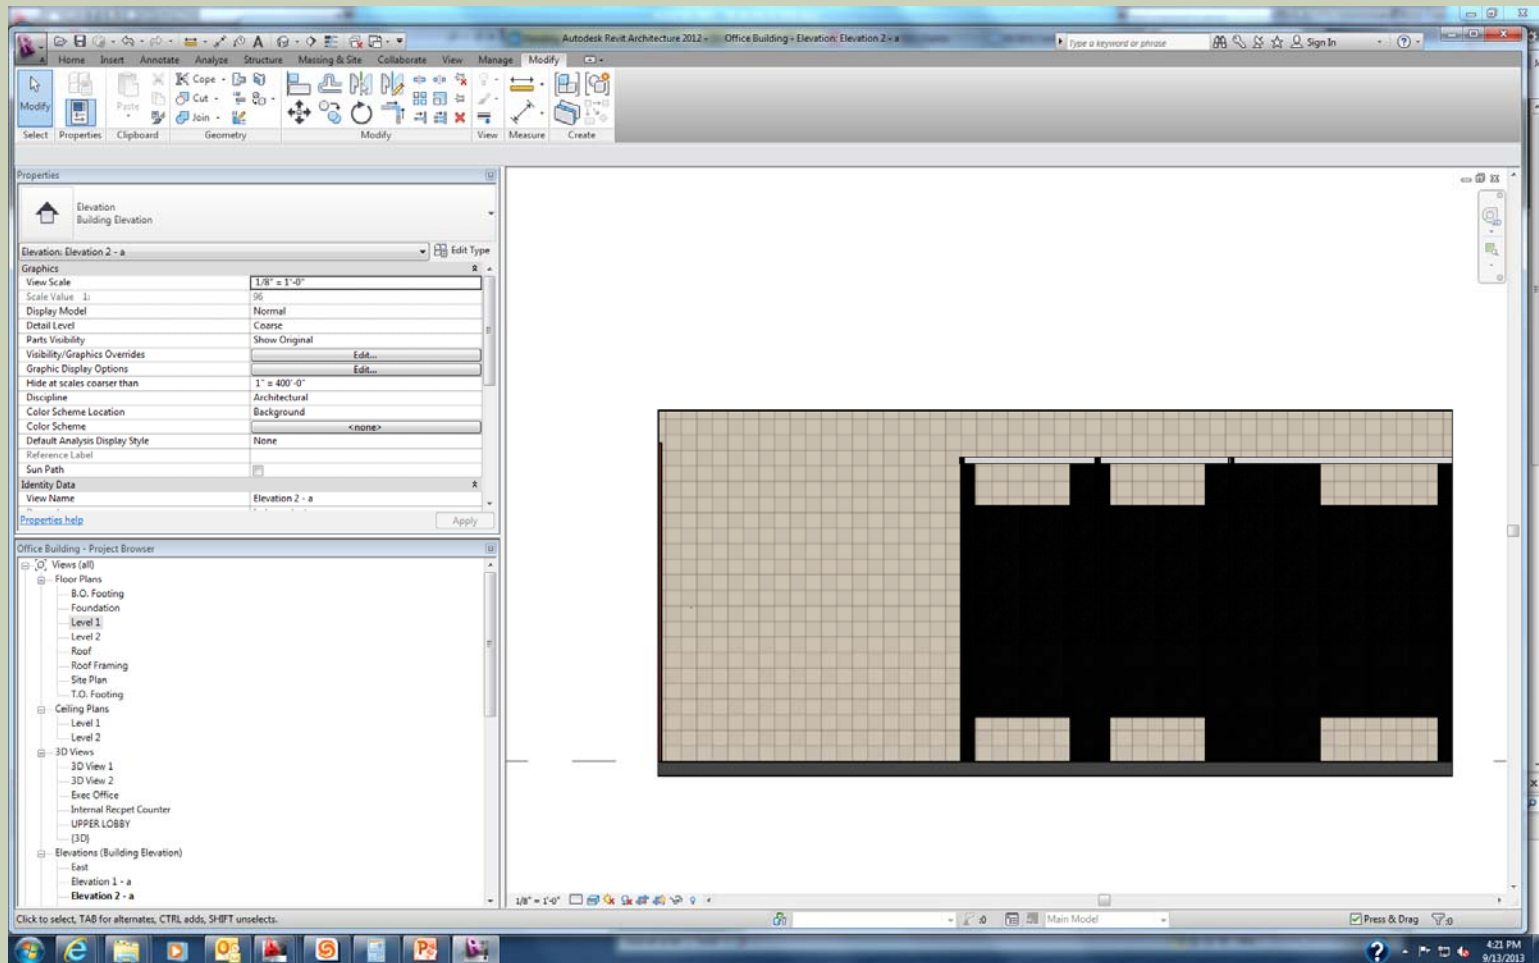 Autodesk Revit Architecture 2012 - Office Building - Elevation: Elevation 2 - a
Type a keyword or phrase
Sign In
Home Insert Annotate Analyze Structure Massing & Site Collaborate View Manage Modify
Modify
Paste
Cope
Cut
Join
Select Properties Clipboard Geometry Modify View Measure Create
Properties
Elevation
Building Elevation
Elevation: Elevation 2 - a Edit Type
Graphics
View Scale 1/8" = 1'-0"
Scale Value 1: 96
Display Model Normal
Detail Level Coarse
Parts Visibility Show Original
Visibility/Graphics Overrides Edit...
Graphic Display Options Edit...
Hide at scales coarser than 1" = 400'-0"
Discipline Architectural
Color Scheme Location Background
Color Scheme <none>
Default Analysis Display Style None
Reference Label
Sun Path
Identity Data
View Name Elevation 2 - a
Properties help Apply
Office Building - Project Browser
Views (all)
Floor Plans
B.O. Footing
Foundation
Level 1
Level 2
Roof
Roof Framing
Site Plan
T.O. Footing
Ceiling Plans
Level 1
Level 2
3D Views
3D View 1
3D View 2
Exec Office
Internal Recpet Counter
UPPER LOBBY
{3D}
Elevations (Building Elevation)
East
Elevation 1 - a
Elevation 2 - a
1/8" = 1'-0"
Click to select, TAB for alternates, CTRL adds, SHIFT unselects.
:0
Main Model
Press & Drag
:0
4:21 PM
9/13/2013